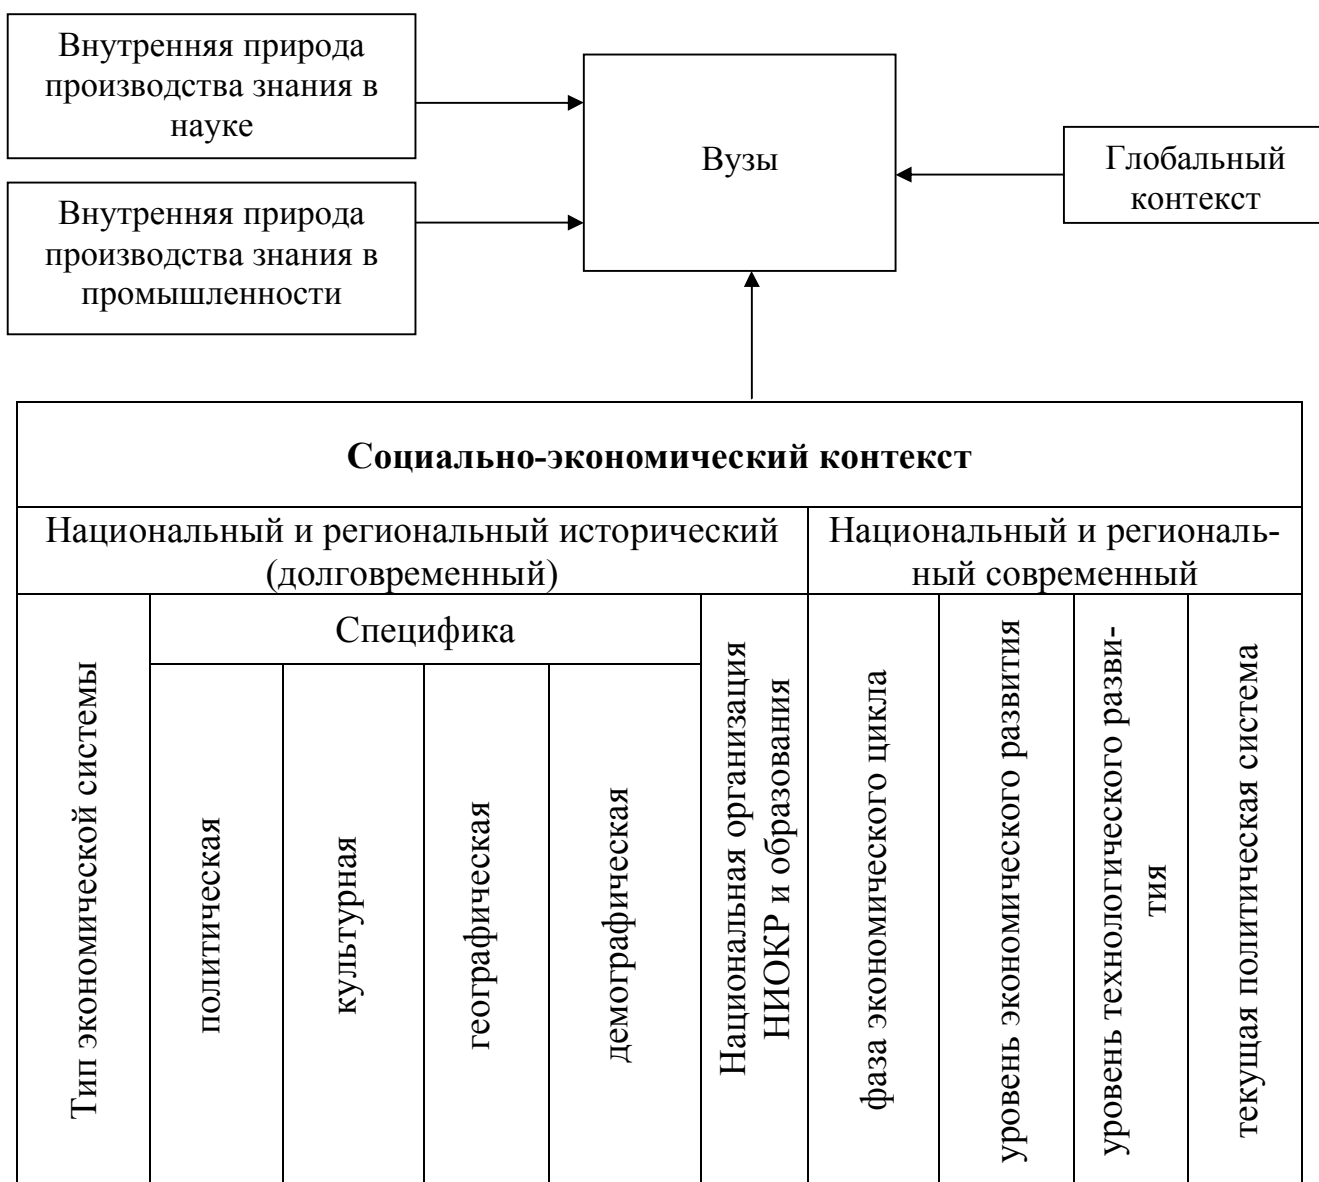 Внутренняя природа
производства знания в
науке
Вузы
Глобальный
контекст
Внутренняя природа
производства знания в
промышленности
Социально-экономический контекст
Национальный и региональный исторический
(долговременный)
Национальный и региональ-
ный современный
Тип экономической системы
Специфика
политическая
культурная
географическая
демографическая
Национальная организация
НИОКР и образования
фаза экономического цикла
уровень экономического развития
уровень технологического разви-
тия
текущая политическая система